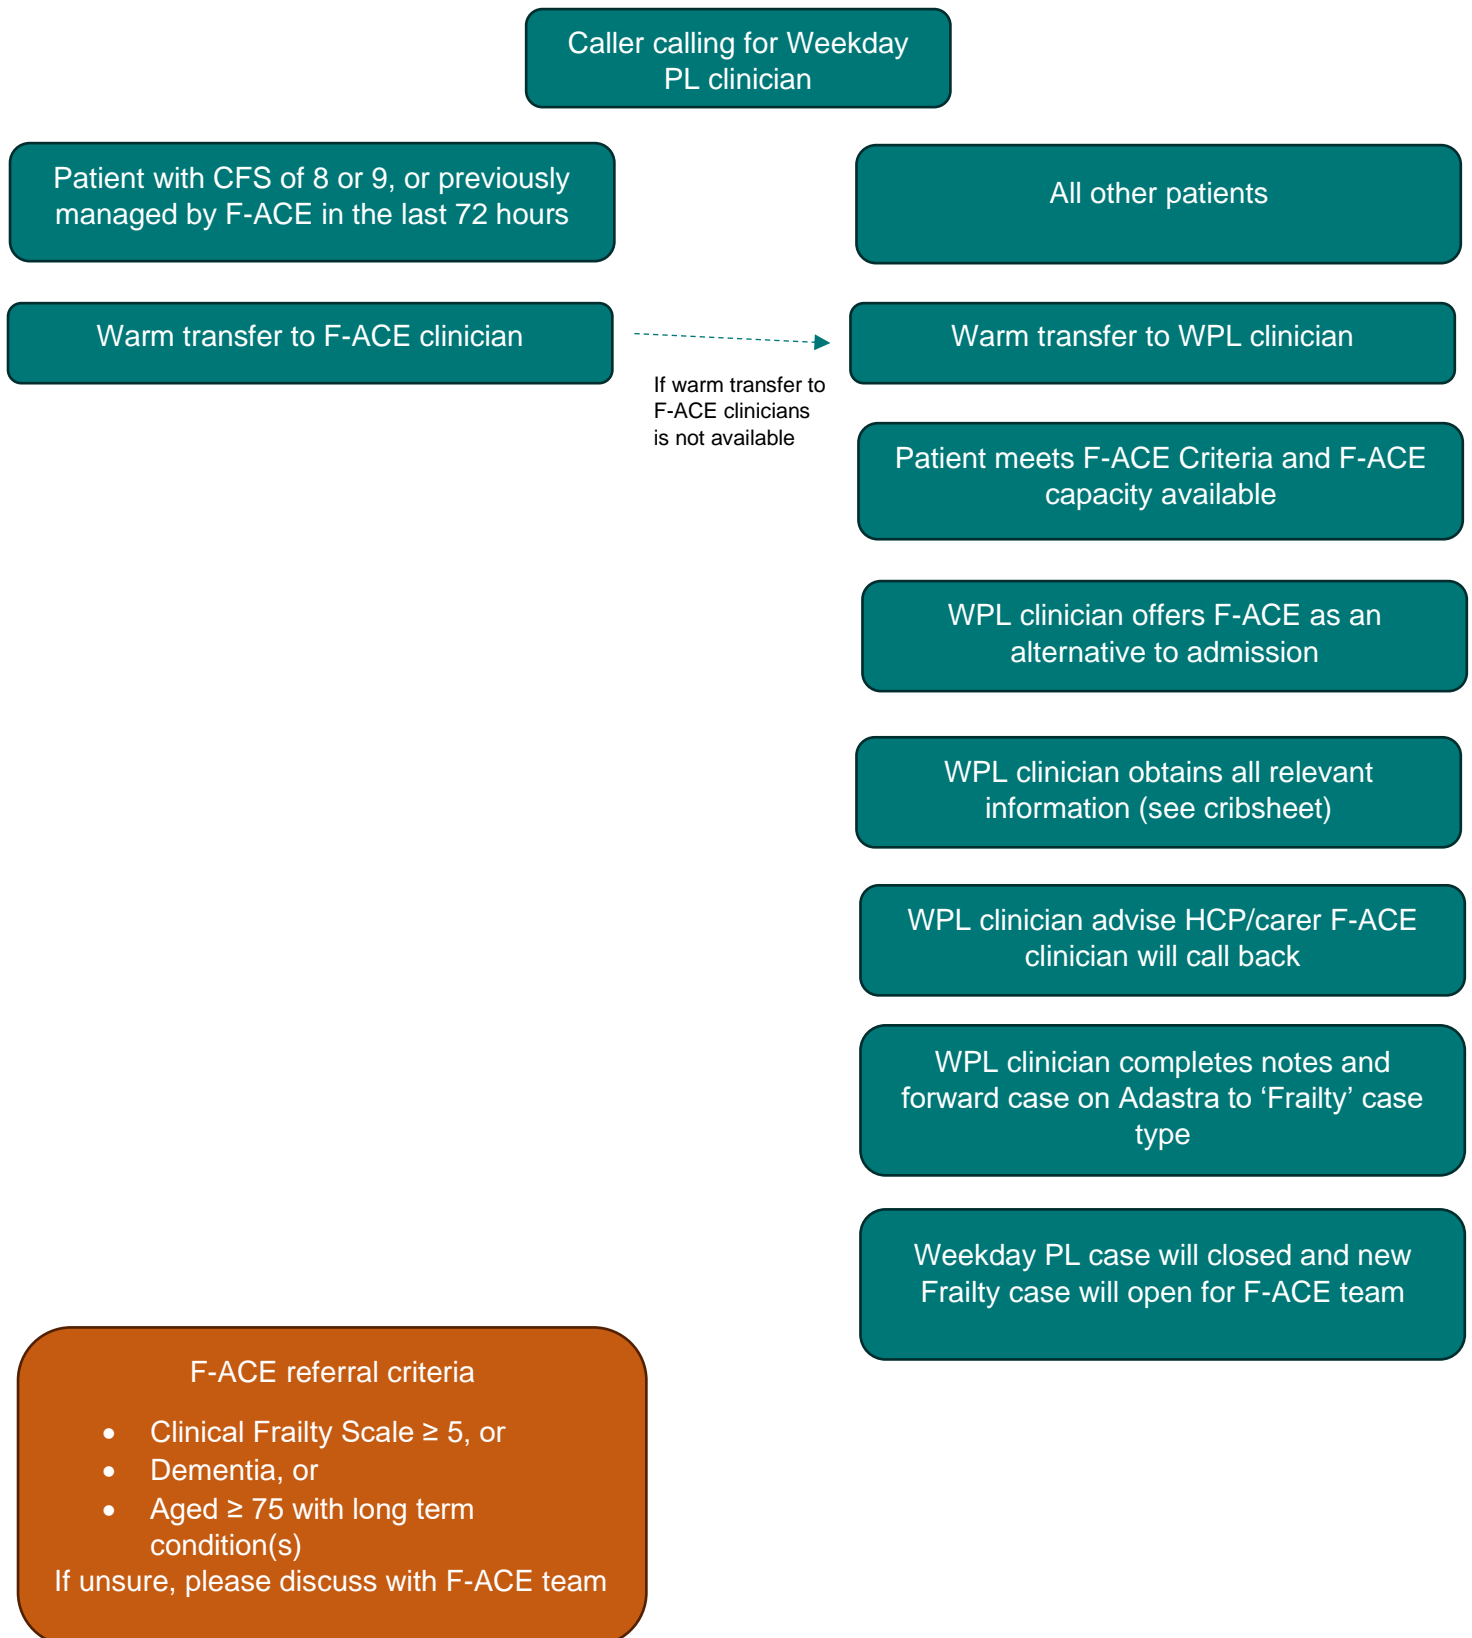 Caller calling for Weekday
PL clinician
Patient with CFS of 8 or 9, or previously
managed by F-ACE in the last 72 hours
All other patients
Warm transfer to F-ACE clinician
Warm transfer to WPL clinician
If warm transfer to
F-ACE clinicians
is not available
Patient meets F-ACE Criteria and F-ACE
capacity available
WPL clinician offers F-ACE as an
alternative to admission
WPL clinician obtains all relevant
information (see cribsheet)
WPL clinician advise HCP/carer F-ACE
clinician will call back
WPL clinician completes notes and
forward case on Adastra to ‘Frailty’ case
type
Weekday PL case will closed and new
Frailty case will open for F-ACE team
F-ACE referral criteria
• Clinical Frailty Scale ≥ 5, or
• Dementia, or
• Aged ≥ 75 with long term
condition(s)
If unsure, please discuss with F-ACE team